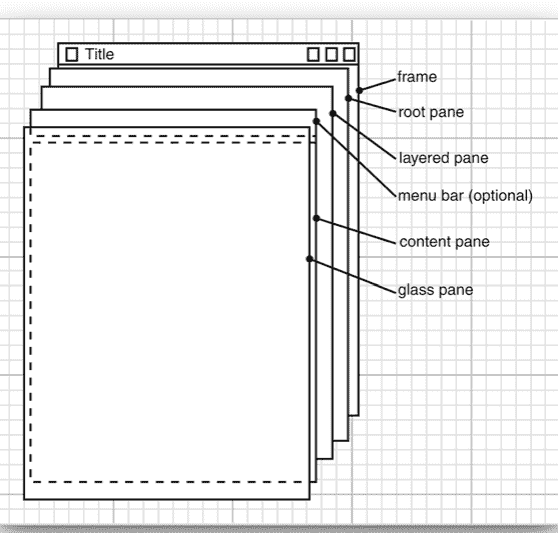 Title
frame
root pane
layered pane
menu bar (optional)
content pane
glass pane